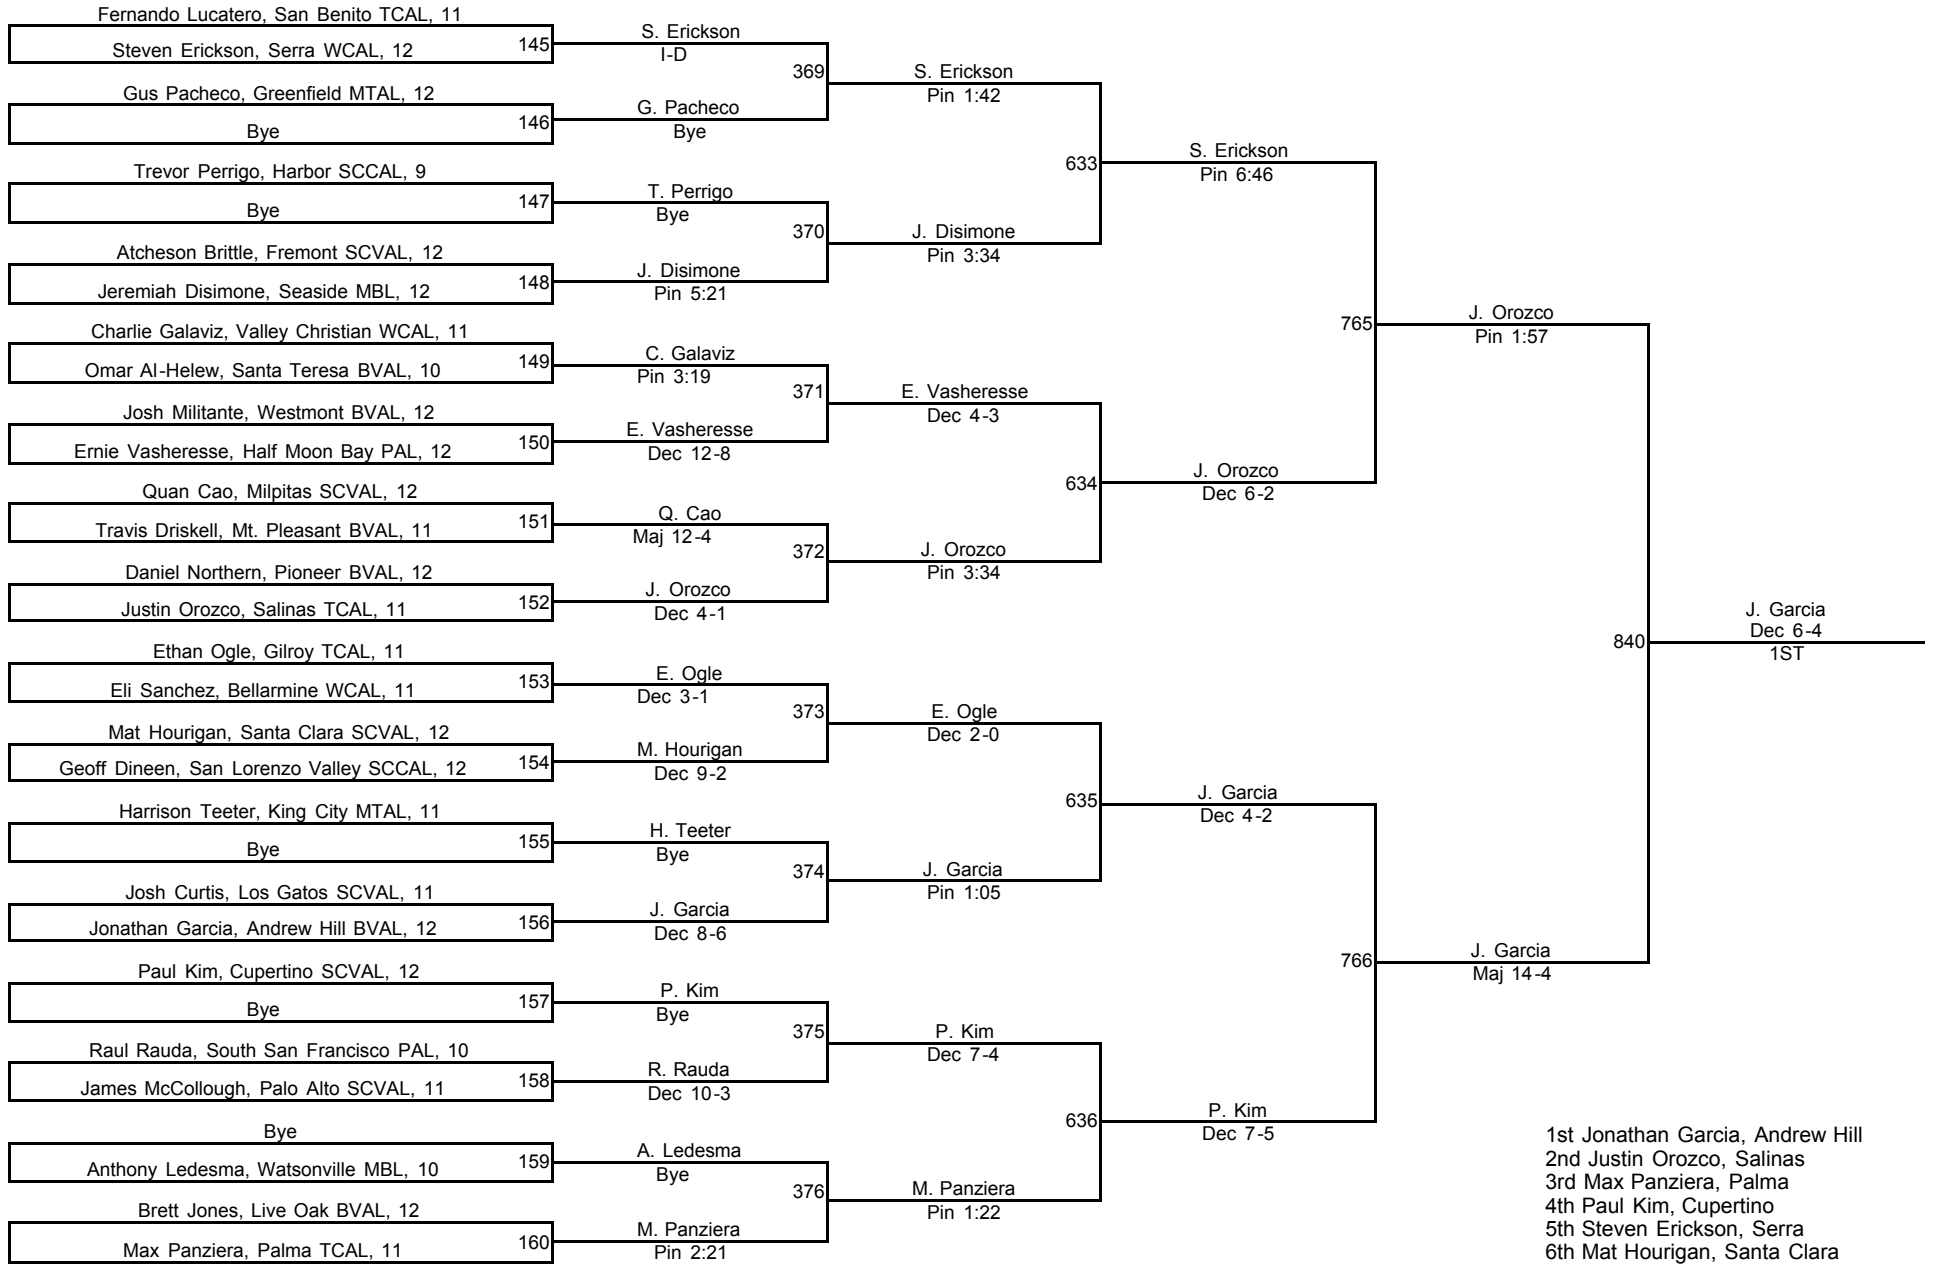 Fernando Lucatero, San Benito TCAL, 11
145
Steven Erickson, Serra WCAL, 12
Gus Pacheco, Greenfield MTAL, 12
146
Bye
Trevor Perrigo, Harbor SCCAL, 9
147
Bye
Atcheson Brittle, Fremont SCVAL, 12
148
Jeremiah Disimone, Seaside MBL, 12
Charlie Galaviz, Valley Christian WCAL, 11
149
Omar Al-Helew, Santa Teresa BVAL, 10
Josh Militante, Westmont BVAL, 12
150
Ernie Vasheresse, Half Moon Bay PAL, 12
Quan Cao, Milpitas SCVAL, 12
151
Travis Driskell, Mt. Pleasant BVAL, 11
Daniel Northern, Pioneer BVAL, 12
152
Justin Orozco, Salinas TCAL, 11
Ethan Ogle, Gilroy TCAL, 11
153
Eli Sanchez, Bellarmine WCAL, 11
Mat Hourigan, Santa Clara SCVAL, 12
154
Geoff Dineen, San Lorenzo Valley SCCAL, 12
Harrison Teeter, King City MTAL, 11
155
Bye
Josh Curtis, Los Gatos SCVAL, 11
156
Jonathan Garcia, Andrew Hill BVAL, 12
Paul Kim, Cupertino SCVAL, 12
157
Bye
Raul Rauda, South San Francisco PAL, 10
158
James McCollough, Palo Alto SCVAL, 11
Bye
159
Anthony Ledesma, Watsonville MBL, 10
Brett Jones, Live Oak BVAL, 12
160
Max Panziera, Palma TCAL, 11
S. Erickson
I-D
369
G. Pacheco
Bye
T. Perrigo
Bye
370
J. Disimone
Pin 5:21
C. Galaviz
Pin 3:19
371
E. Vasheresse
Dec 12-8
Q. Cao
Maj 12-4
372
J. Orozco
Dec 4-1
E. Ogle
Dec 3-1
373
M. Hourigan
Dec 9-2
H. Teeter
Bye
374
J. Garcia
Dec 8-6
P. Kim
Bye
375
R. Rauda
Dec 10-3
A. Ledesma
Bye
376
M. Panziera
Pin 2:21
S. Erickson
Pin 1:42
633
J. Disimone
Pin 3:34
E. Vasheresse
Dec 4-3
634
J. Orozco
Pin 3:34
E. Ogle
Dec 2-0
635
J. Garcia
Pin 1:05
P. Kim
Dec 7-4
636
M. Panziera
Pin 1:22
S. Erickson
Pin 6:46
765
J. Orozco
Dec 6-2
J. Garcia
Dec 4-2
766
P. Kim
Dec 7-5
J. Orozco
Pin 1:57
840
J. Garcia
Maj 14-4
J. Garcia
Dec 6-4
1ST
1st Jonathan Garcia, Andrew Hill
2nd Justin Orozco, Salinas
3rd Max Panziera, Palma
4th Paul Kim, Cupertino
5th Steven Erickson, Serra
6th Mat Hourigan, Santa Clara